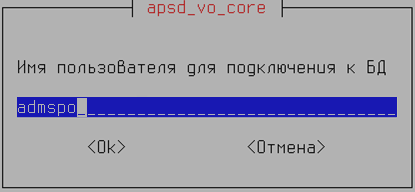 apsd_vo_core
Имя пользователя для подключения к БД
admspo
<Ok> <Отмена>